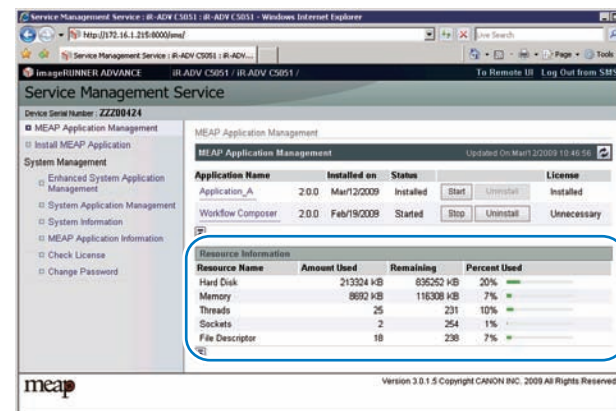 Service Management Service : iR-ADV C5051 : iR-ADV C5051 - Windows Internet Explorer
http://172.16.1.215:8000/sms/
Live Search
Service Management Service : iR-ADV C5051 : iR-ADV...
Page Tools
imageRUNNER ADVANCE iR-ADV C5051 / iR-ADV C5051 / To Remote UI Log Out from SMS
Service Management Service
Device Serial Number : ZZZ00424
MEAP Application Management
Install MEAP Application
System Management
Enhanced System Application Management
System Application Management
System Information
MEAP Application Information
Check License
Change Password
MEAP Application Management
MEAP Application Management Updated On:Mar/12/2009 10:46:56
Application Name Installed on Status License
Application_A 2.0.0 Mar/12/2009 Installed Start Uninstall Installed
Workflow Composer 2.0.0 Feb/19/2009 Started Stop Uninstall Unnecessary
Resource Information
Resource Name Amount Used Remaining Percent Used
Hard Disk 213324 KB 835252 KB 20%
Memory 8692 KB 116308 KB 7%
Threads 25 231 10%
Sockets 2 254 1%
File Descriptor 18 238 7%
meap
Version 3.0.1.5 Copyright CANON INC. 2009 All Rights Reserved